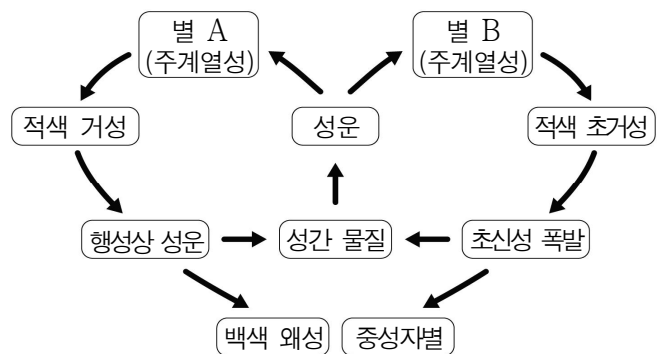 별 A
(주계열성)
별 B
(주계열성)
적색 거성
성운
적색 초거성
행성상 성운
성간 물질
초신성 폭발
백색 왜성
중성자별